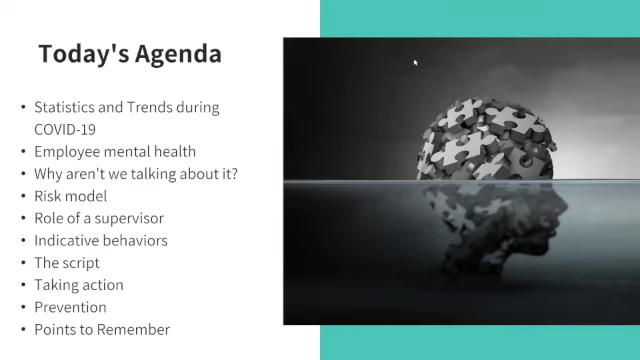 Today's Agenda
• Statistics and Trends during
COVID-19
• Employee mental health
• Why aren't we talking about it?
• Risk model
• Role of a supervisor
• Indicative behaviors
• The script
• Taking action
• Prevention
• Points to Remember